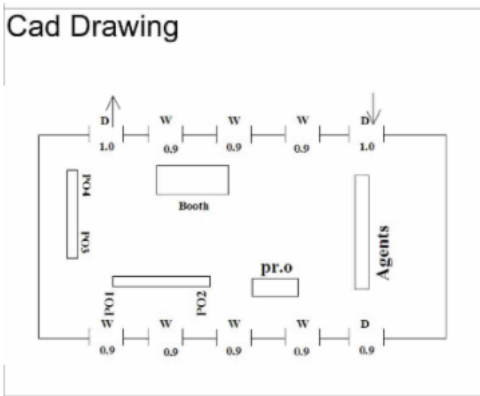 Cad Drawing
D W W W D
1.0 0.9 0.9 0.9 1.0
PO4
PO3
Booth
Agents
pr.o
PO1
PO2
W W W W D
0.9 0.9 0.9 0.9 0.9